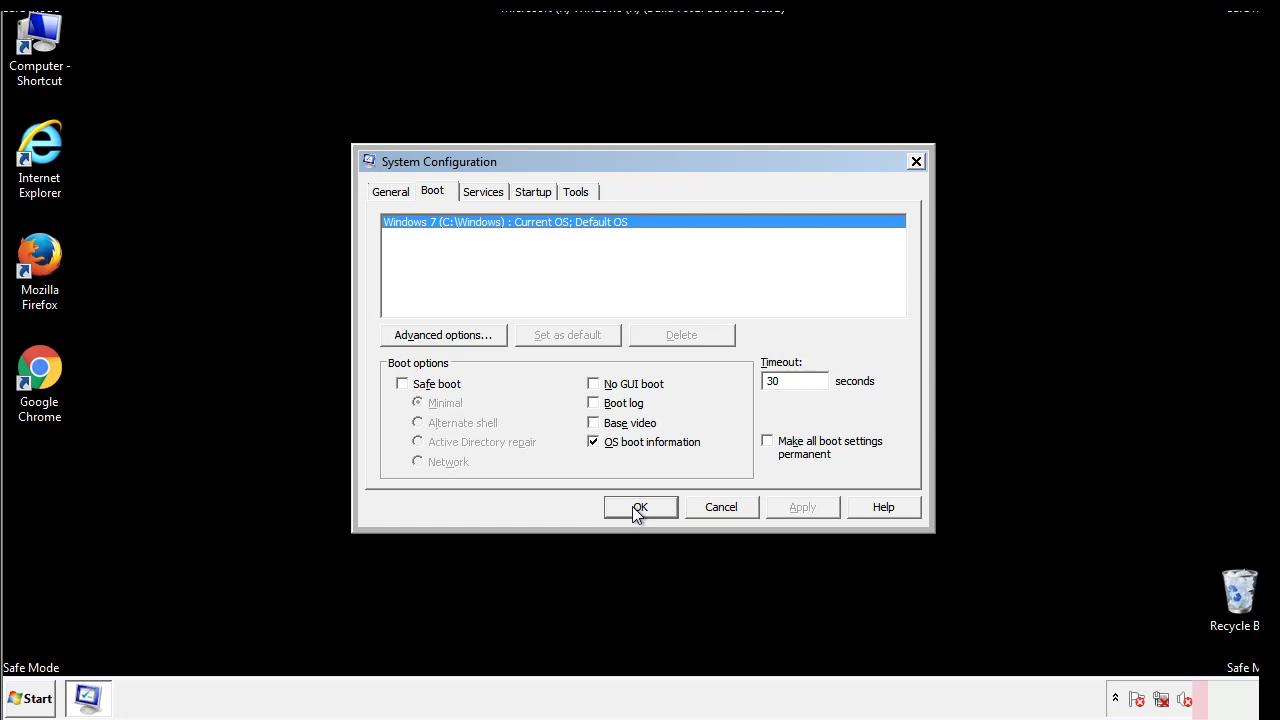 Computer -
Shortcut
Internet
Explorer
Mozilla
Firefox
Google
Chrome
System Configuration
General
Boot
Services
Startup
Tools
Windows 7 (C:\Windows) : Current OS; Default OS
Advanced options...
Set as default
Delete
Boot options
Safe boot
Minimal
Alternate shell
Active Directory repair
Network
No GUI boot
Boot log
Base video
OS boot information
Timeout:
30 seconds
Make all boot settings
permanent
OK
Cancel
Apply
Help
Recycle B
Safe Mode
Safe M
Start